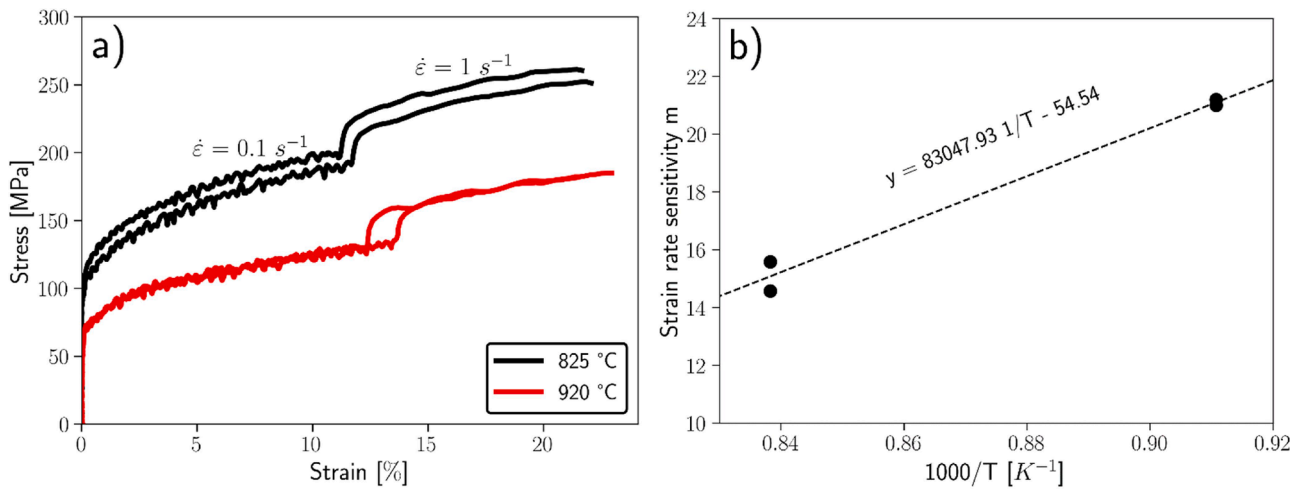 a)
300
250
200
150
100
50
0
Stress [MPa]
0 5 10 15 20
Strain [%]
ε̇ = 0.1 s⁻¹
ε̇ = 1 s⁻¹
825 °C
920 °C
b)
24
22
20
18
16
14
12
10
Strain rate sensitivity m
0.84 0.86 0.88 0.90 0.92
1000/T [K⁻¹]
y = 83047.93 1/T - 54.54